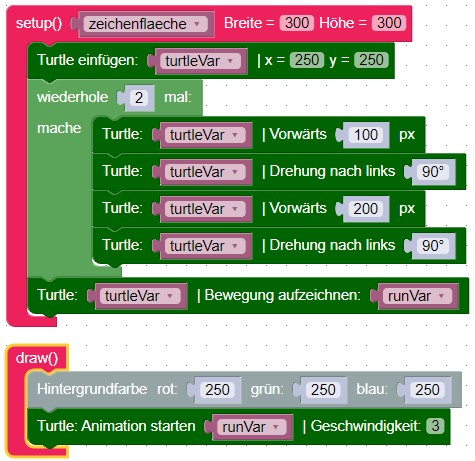 setup() zeichenflaeche Breite = 300 Höhe = 300
Turtle einfügen: turtleVar | x = 250 y = 250
wiederhole 2 mal:
mache Turtle: turtleVar | Vorwärts 100 px
Turtle: turtleVar | Drehung nach links 90°
Turtle: turtleVar | Vorwärts 200 px
Turtle: turtleVar | Drehung nach links 90°
Turtle: turtleVar | Bewegung aufzeichnen: runVar
draw()
Hintergrundfarbe rot: 250 grün: 250 blau: 250
Turtle: Animation starten runVar | Geschwindigkeit: 3